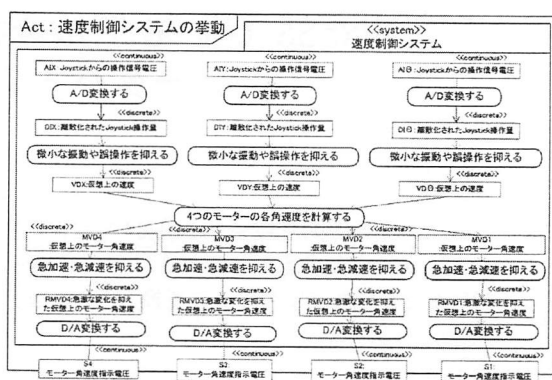 Act：速度制御システムの挙動
<<system>>
速度制御システム
<<continuous>> <<continuous>> <<continuous>>
AIX：Joystickからの操作信号電圧 AIY：Joystickからの操作信号電圧 AIΘ：Joystickからの操作信号電圧
A/D変換する A/D変換する A/D変換する
<<discrete>> <<discrete>> <<discrete>>
DIX：離散化されたJoystick操作量 DIY：離散化されたJoystick操作量 DIΘ：離散化されたJoystick操作量
微小な振動や誤操作を抑える 微小な振動や誤操作を抑える 微小な振動や誤操作を抑える
<<discrete>> <<discrete>> <<discrete>>
VDX：仮想上の速度 VDY：仮想上の速度 VDΘ：仮想上の速度
4つのモーターの各角速度を計算する
<<discrete>> <<discrete>> <<discrete>> <<discrete>>
MVD4 MVD3 MVD2 MVD1
：仮想上のモーター角速度 ：仮想上のモーター角速度 ：仮想上のモーター角速度 ：仮想上のモーター角速度
急加速・急減速を抑える 急加速・急減速を抑える 急加速・急減速を抑える 急加速・急減速を抑える
<<discrete>> <<discrete>> <<discrete>> <<discrete>>
RMVD4：急激な変化を抑え RMVD3：急激な変化を抑え RMVD2：急激な変化を抑え RMVD1：急激な変化を抑え
た仮想上のモーター角速度 た仮想上のモーター角速度 た仮想上のモーター角速度 た仮想上のモーター角速度
D/A変換する D/A変換する D/A変換する D/A変換する
<<continuous>> <<continuous>> <<continuous>> <<continuous>>
S4 S3 S2： S1
モーター角速度指示電圧 モーター角速度指示電圧 モーター角速度指示電圧 モーター角速度指示電圧